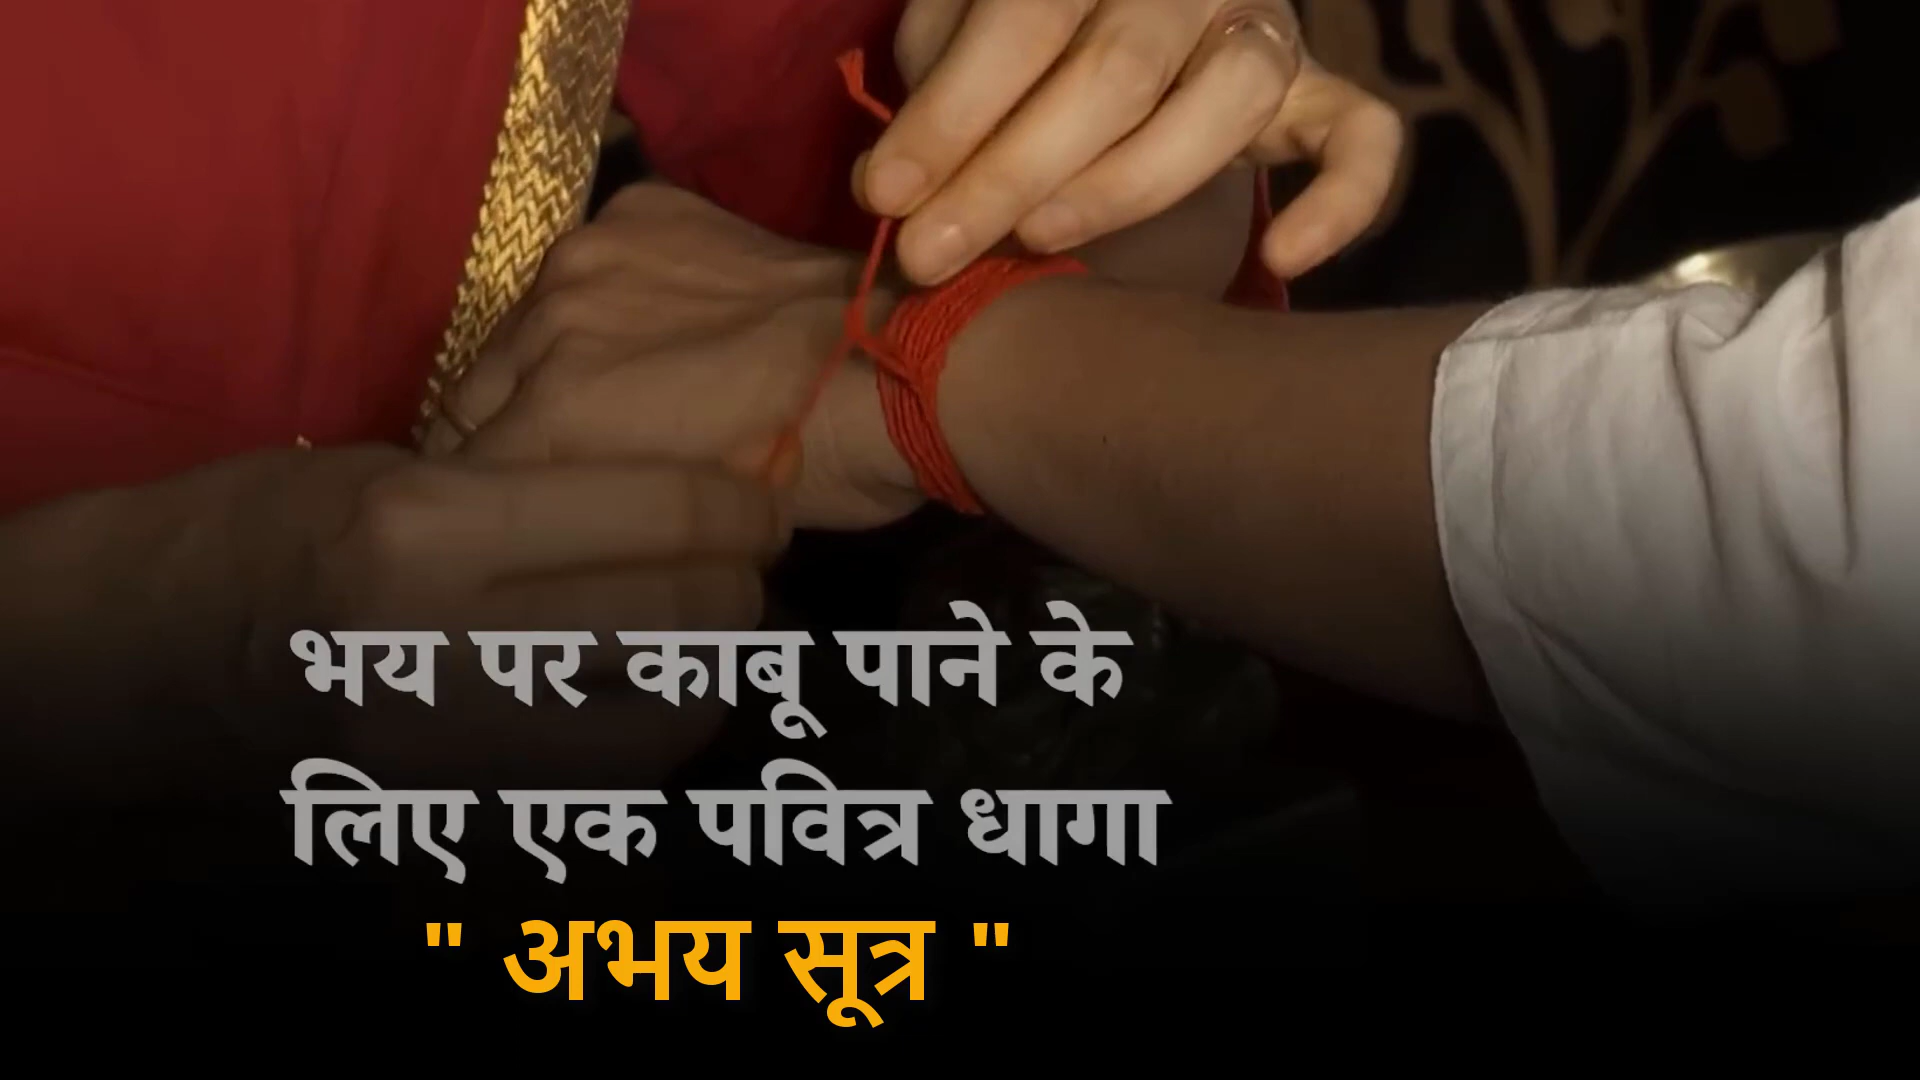 भय पर काबू पाने के
लिए एक पवित्र धागा
" अभय सूत्र "